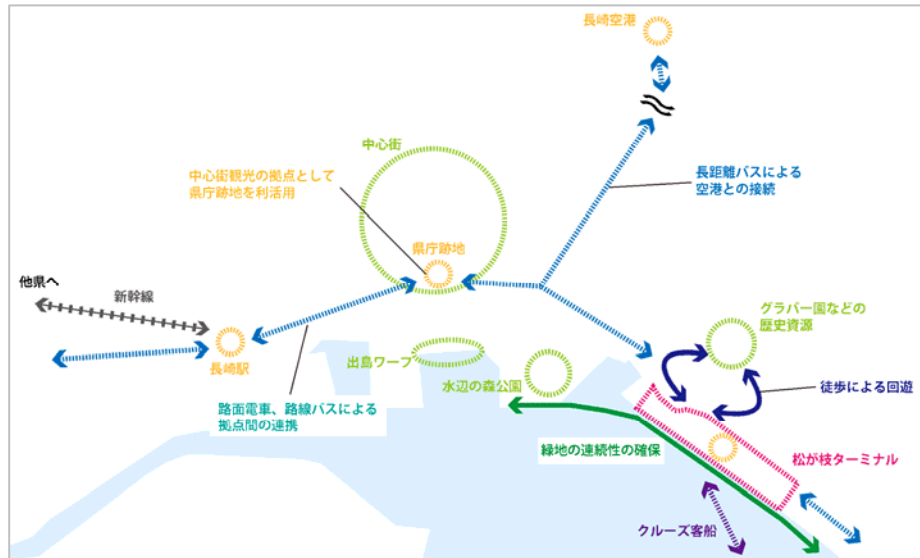 長崎空港
中心街
中心街観光の拠点として
県庁跡地を利活用
長距離バスによる
空港との接続
県庁跡地
他県へ
新幹線
グラバー園などの
歴史資源
長崎駅
出島ワーフ
水辺の森公園
徒歩による回遊
路面電車、路線バスによる
拠点間の連携
緑地の連続性の確保
松が枝ターミナル
クルーズ客船